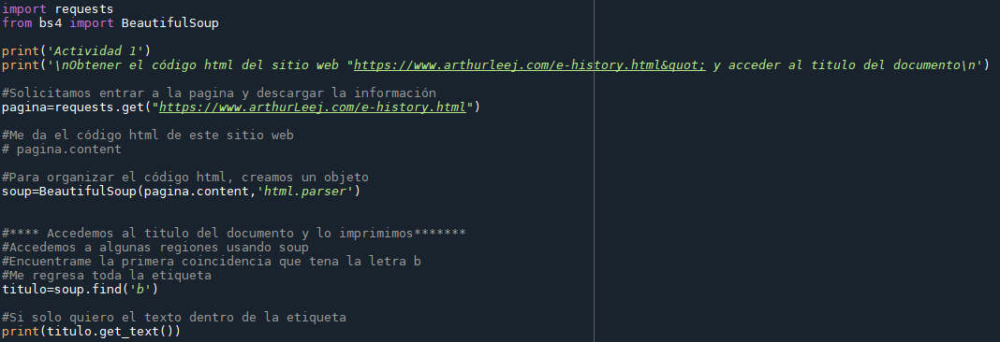 import requests
from bs4 import BeautifulSoup
print('Actividad 1')
print('\nObtener el código html del sitio web "https://www.arthurleej.com/e-history.html&quot; y acceder al titulo del documento\n')
#Solicitamos entrar a la pagina y descargar la información
pagina=requests.get("https://www.arthurLeej.com/e-history.html")
#Me da el código html de este sitio web
# pagina.content
#Para organizar el código html, creamos un objeto
soup=BeautifulSoup(pagina.content,'html.parser')
#**** Accedemos al titulo del documento y lo imprimimos*******
#Accedemos a algunas regiones usando soup
#Encuentrame la primera coincidencia que tena la letra b
#Me regresa toda la etiqueta
titulo=soup.find('b')
#Si solo quiero el texto dentro de la etiqueta
print(titulo.get_text())